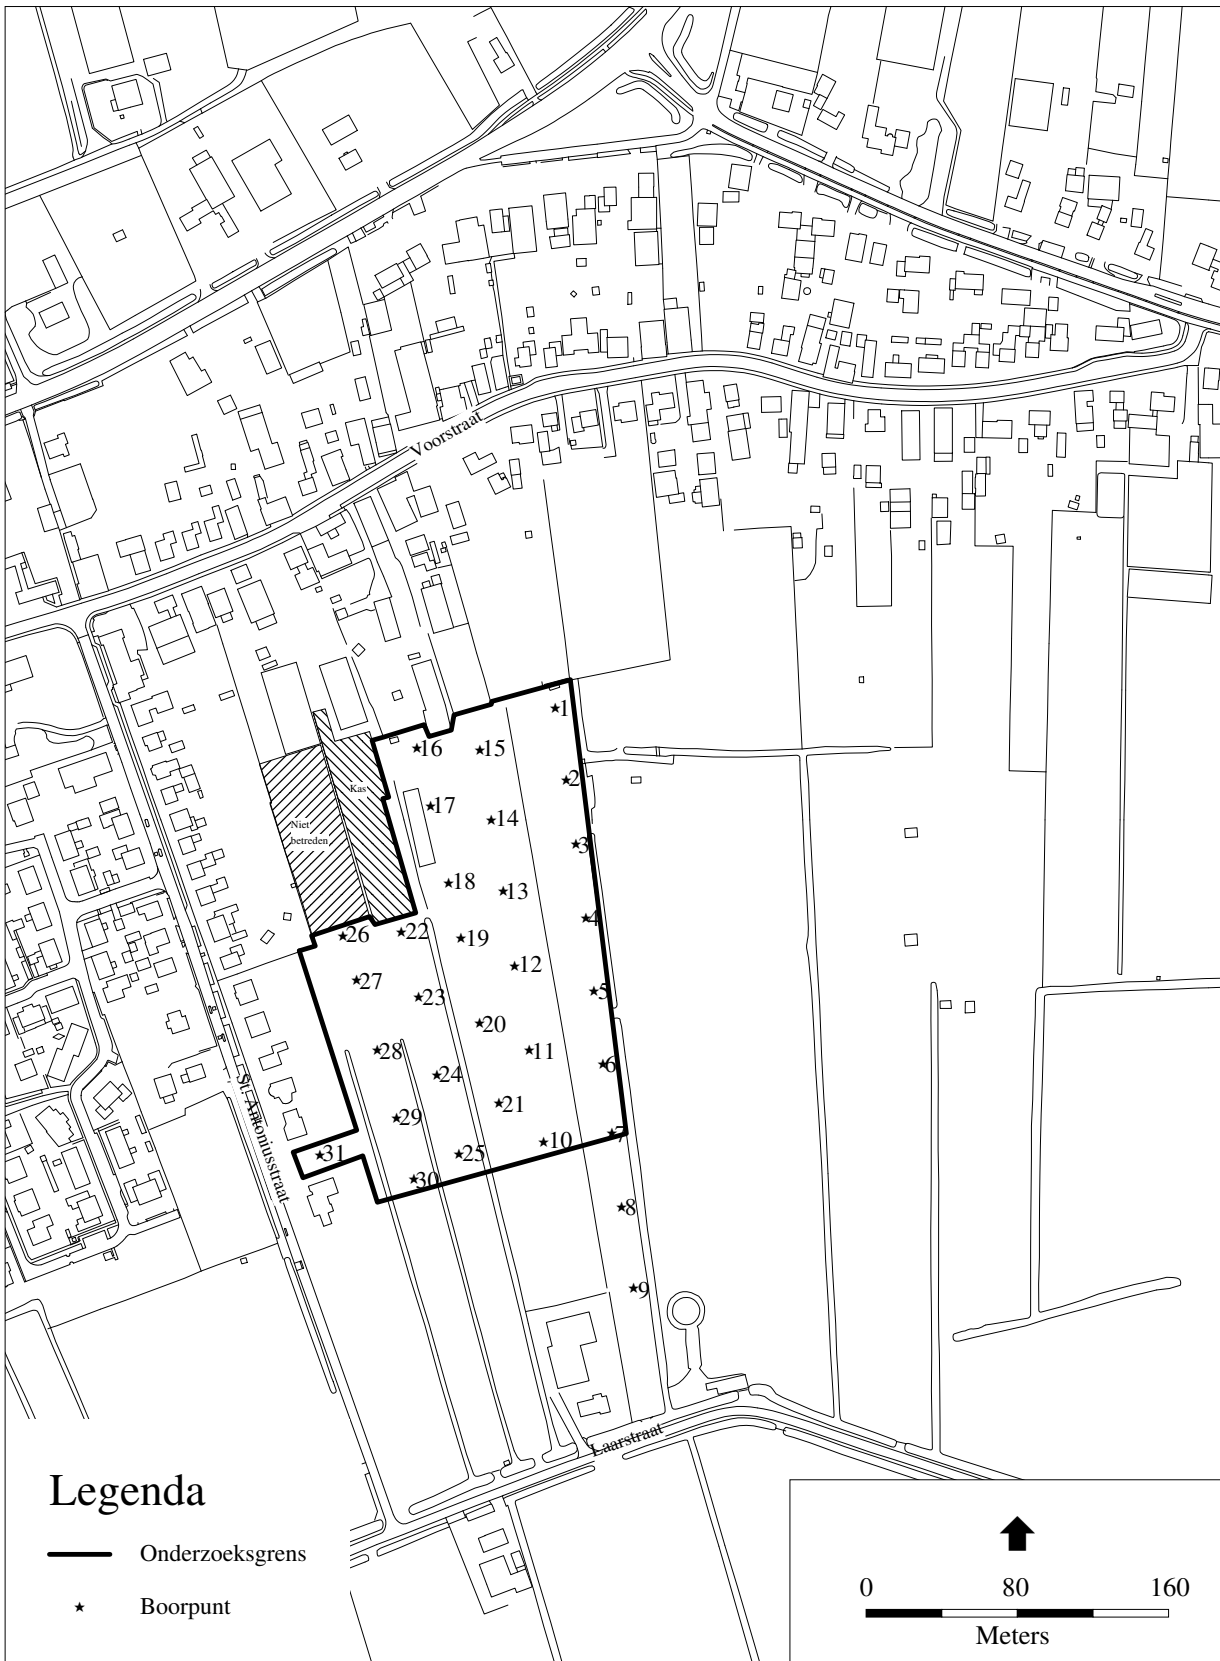 Voorstraat
1
16
15
2
Kas
17
14
Niet
betreden
3
18
13
4
26
22
19
12
27
23
5
20
28
11
6
24
21
29
St. Antoniusstraat
7
10
31
25
30
8
9
Laarstraat
Legenda
Onderzoeksgrens
Boorpunt
0 80 160
Meters